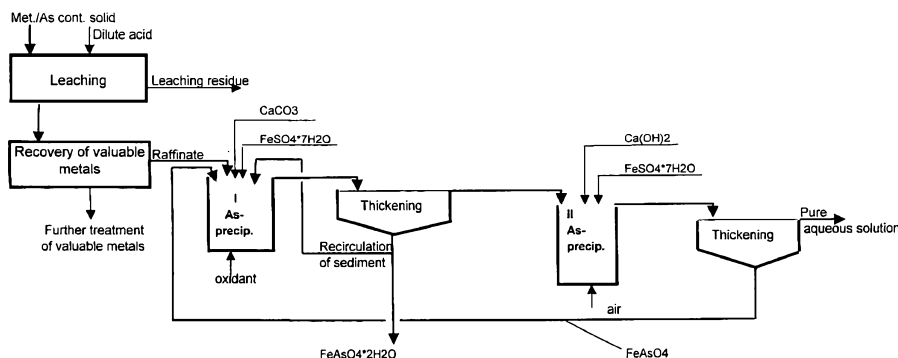 Met./As cont. solid
Dilute acid
Leaching
Leaching residue
CaCO3
FeSO4*7H2O
Recovery of valuable
metals
Raffinate
I
As-
precip.
Thickening
Ca(OH)2
FeSO4*7H2O
II
As-
precip.
Thickening
Pure
aqueous solution
Further treatment
of valuable metals
Recirculation
of sediment
oxidant
air
FeAsO4*2H2O
FeAsO4